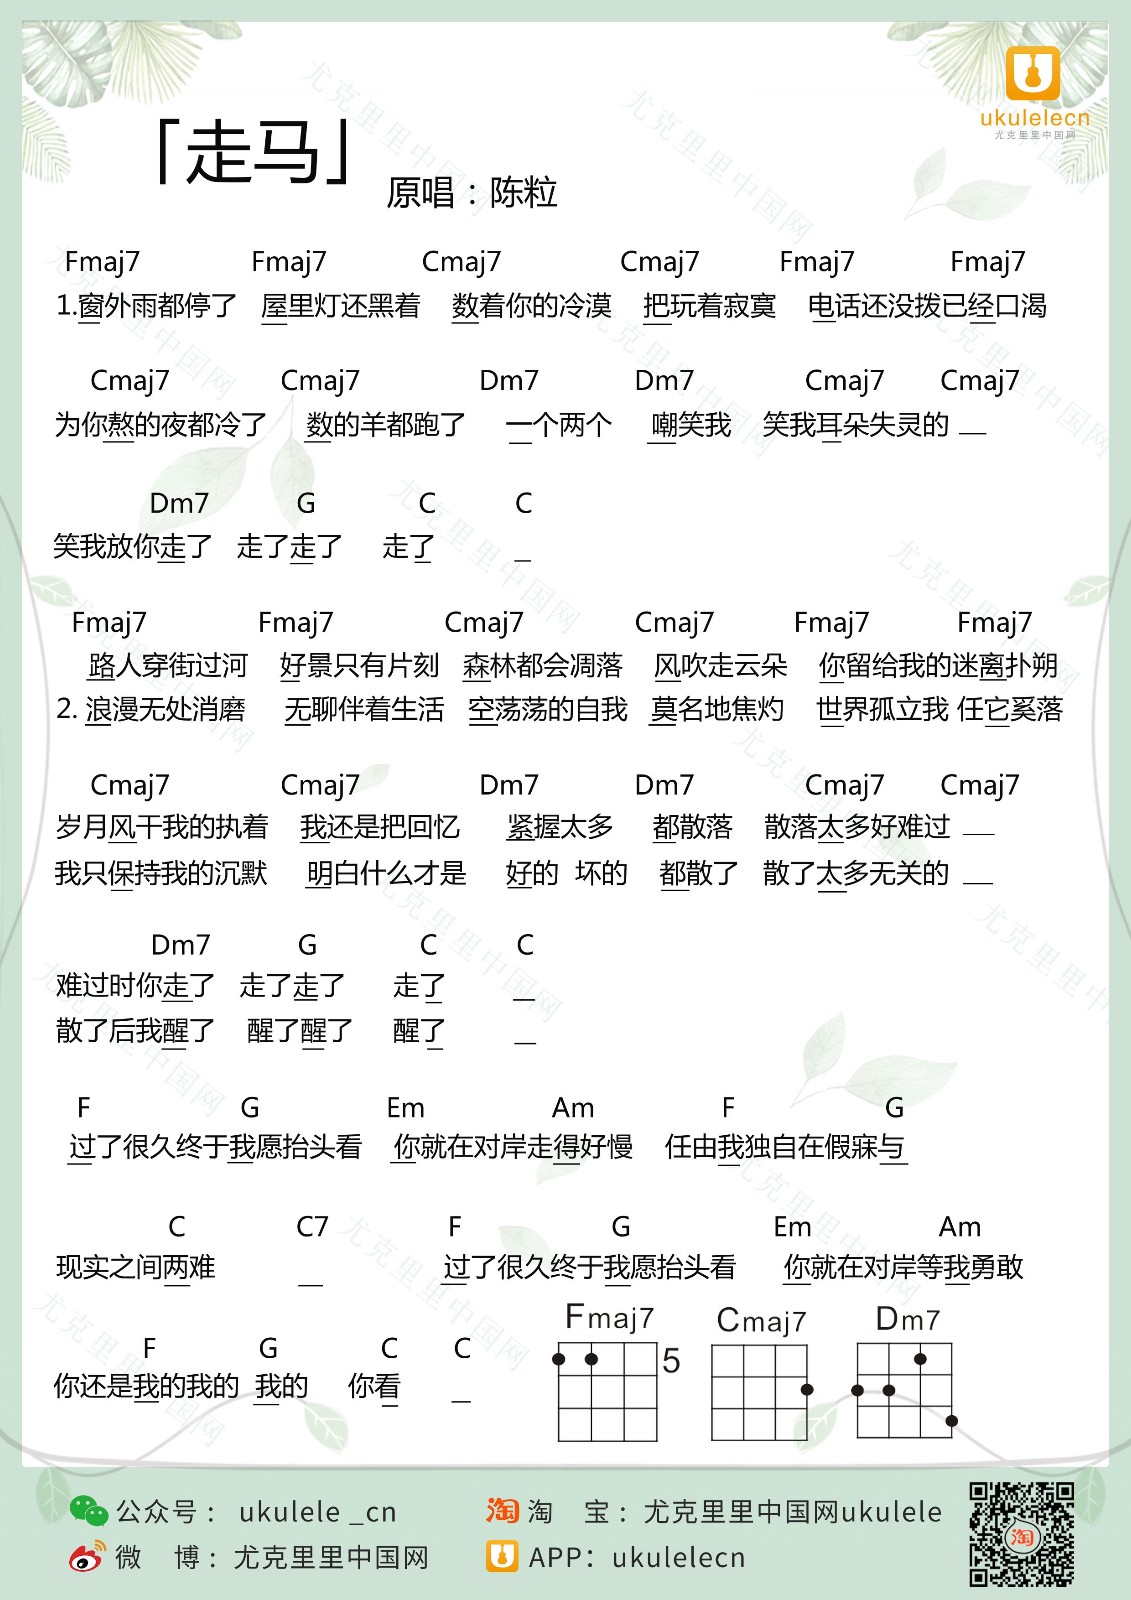 ukulelecn
尤克里里中国网
「走马」
原唱：陈粒
Fmaj7 Fmaj7 Cmaj7 Cmaj7 Fmaj7 Fmaj7
1.窗外雨都停了 屋里灯还黑着 数着你的冷漠 把玩着寂寞 电话还没拨已经口渴
Cmaj7 Cmaj7 Dm7 Dm7 Cmaj7 Cmaj7
为你熬的夜都冷了 数的羊都跑了 一个两个 嘲笑我 笑我耳朵失灵的 __
Dm7 G C C
笑我放你走了 走了走了 走了 _
Fmaj7 Fmaj7 Cmaj7 Cmaj7 Fmaj7 Fmaj7
路人穿街过河 好景只有片刻 森林都会凋落 风吹走云朵 你留给我的迷离扑朔
2. 浪漫无处消磨 无聊伴着生活 空荡荡的自我 莫名地焦灼 世界孤立我 任它奚落
Cmaj7 Cmaj7 Dm7 Dm7 Cmaj7 Cmaj7
岁月风干我的执着 我还是把回忆 紧握太多 都散落 散落太多好难过 __
我只保持我的沉默 明白什么才是 好的 坏的 都散了 散了太多无关的 __
Dm7 G C C
难过时你走了 走了走了 走了 _
散了后我醒了 醒了醒了 醒了 _
F G Em Am F G
过了很久终于我愿抬头看 你就在对岸走得好慢 任由我独自在假寐与
C C7 F G Em Am
现实之间两难 _ 过了很久终于我愿抬头看 你就在对岸等我勇敢
F G C C
你还是我的我的 我的 你看 _
Fmaj7 Cmaj7 Dm7
5
公众号： ukulele _cn
淘 淘 宝：尤克里里中国网ukulele
微 博：尤克里里中国网
APP：ukulelecn
淘